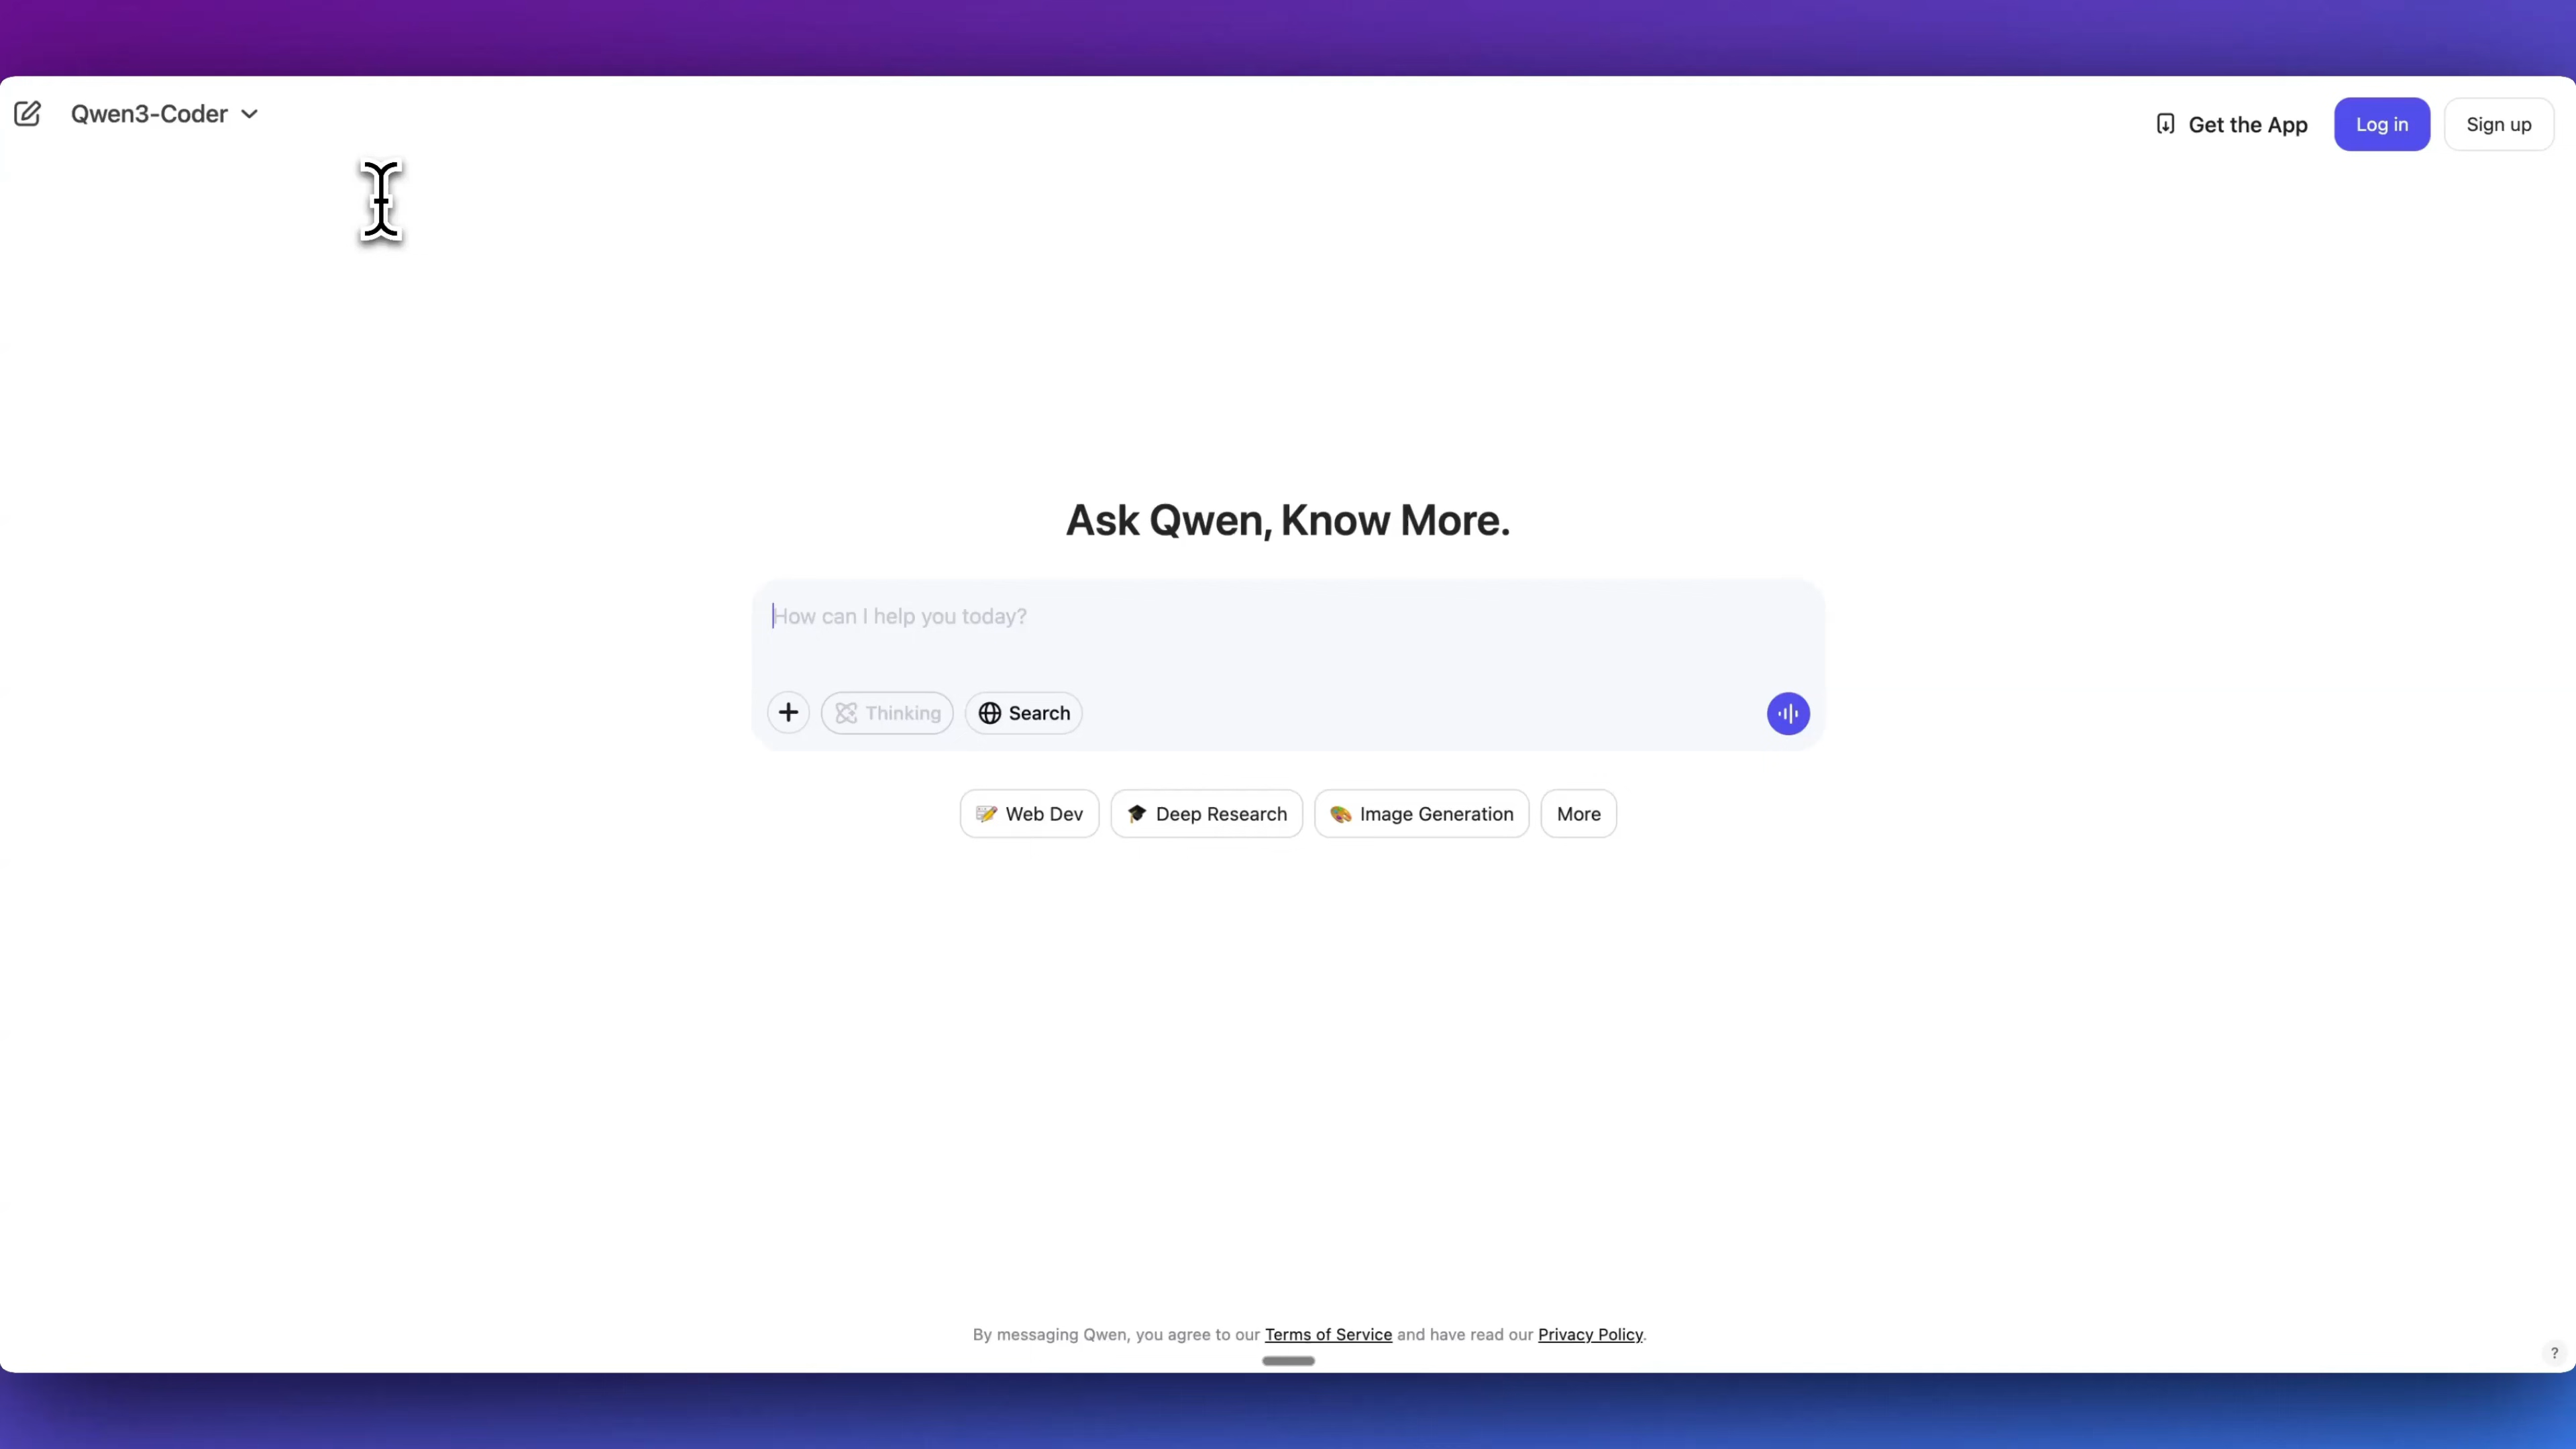 Qwen3-Coder
Get the App
Log in
Sign up
Ask Qwen, Know More.
How can I help you today?
Thinking
Search
Web Dev
Deep Research
Image Generation
More
By messaging Qwen, you agree to our Terms of Service and have read our Privacy Policy.
?